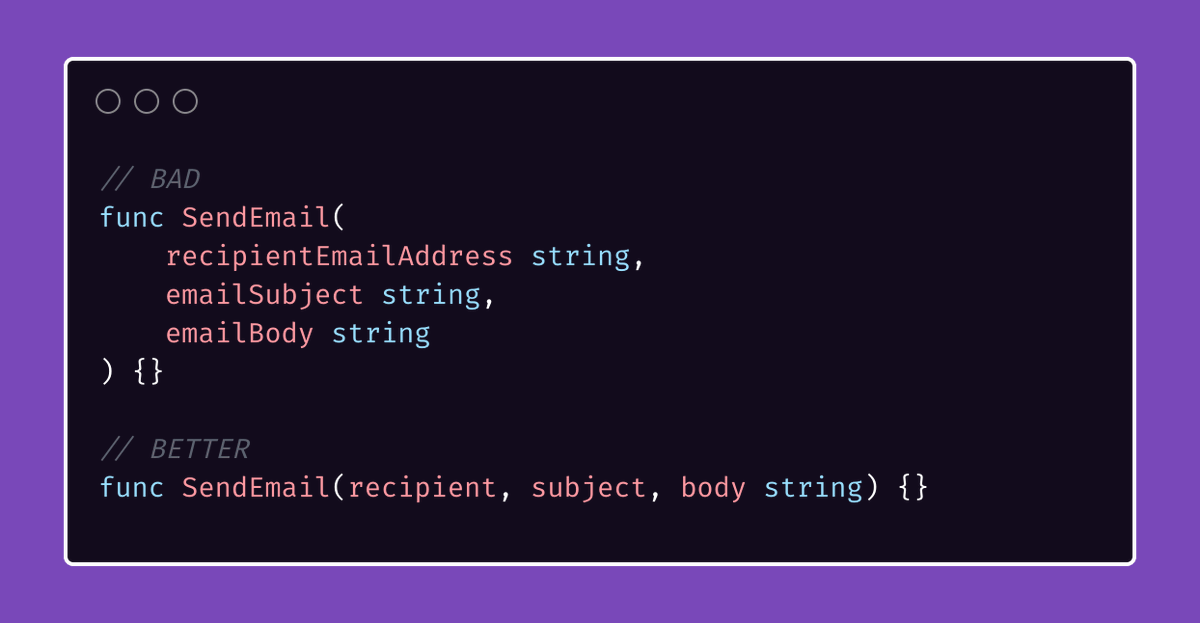 // BAD
func SendEmail(
    recipientEmailAddress string,
    emailSubject string,
    emailBody string
) {}
// BETTER
func SendEmail(recipient, subject, body string) {}